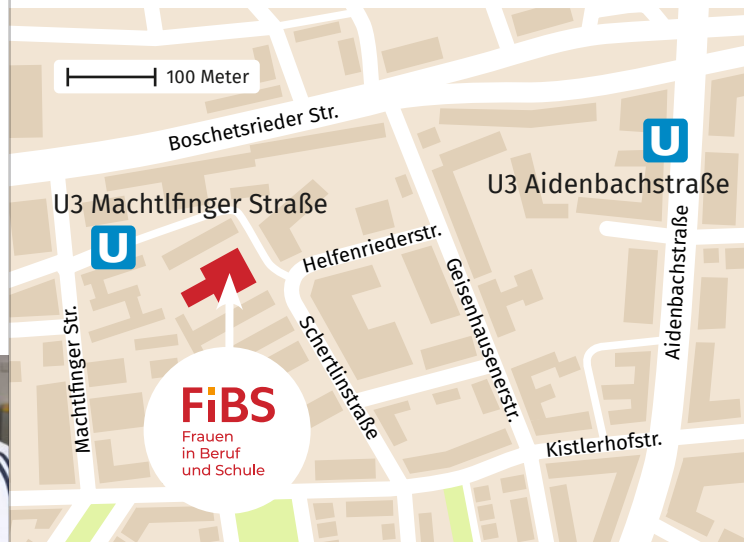 100 Meter
Boschetsrieder Str.
U
U3 Aidenbachstraße
U3 Machtlfinger Straße
U
Helfenriederstr.
Geisenhausenerstr.
Aidenbachstraße
Machtlfinger Str.
Schertlinstraße
FiBS
Frauen
in Beruf
und Schule
Kistlerhofstr.